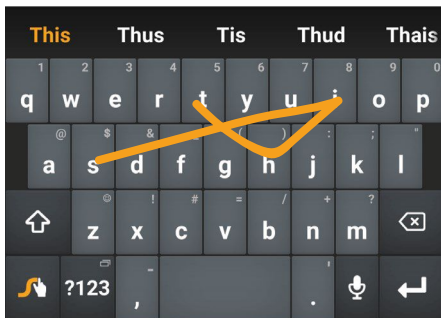 This Thus Tis Thud Thais
1 2 3 4 5 6 7 8 9 0
q w e r t y u i o p
@ $ & ( ) : ; "
a s d f g h j k l
☺ ! # = / + ?
z x c v b n m
?123 , - . '